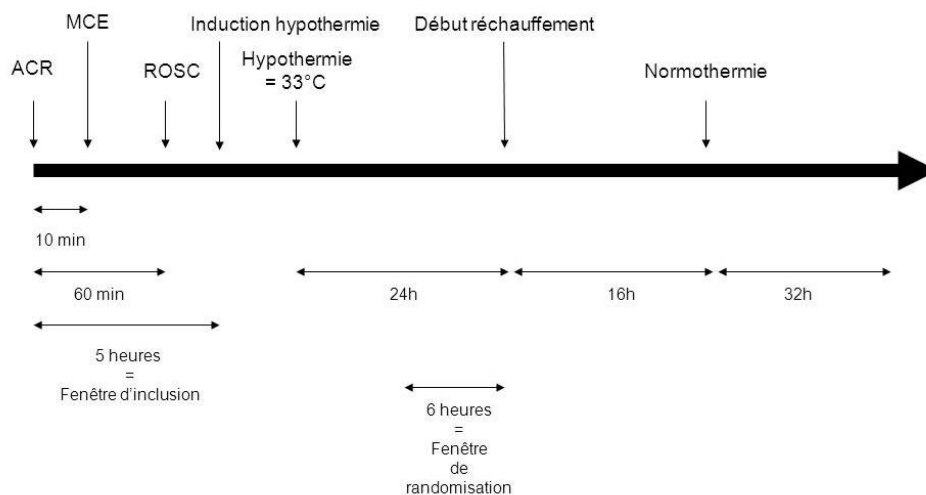 MCE
Induction hypothermie
Début réchauffement
ACR
ROSC
Hypothermie
= 33°C
Normothermie
10 min
60 min
24h
16h
32h
5 heures
=
Fenêtre d'inclusion
6 heures
=
Fenêtre
de
randomisation